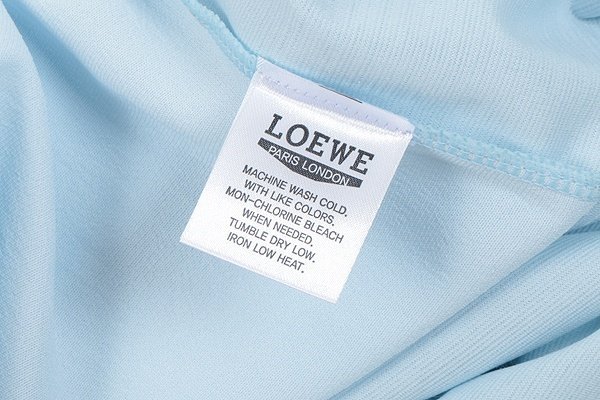 LOEWE
PARIS LONDON
MACHINE WASH COLD.
WITH LIKE COLORS.
MON-CHLORINE BLEACH
WHEN NEEDED.
TUMBLE DRY LOW.
IRON LOW HEAT.